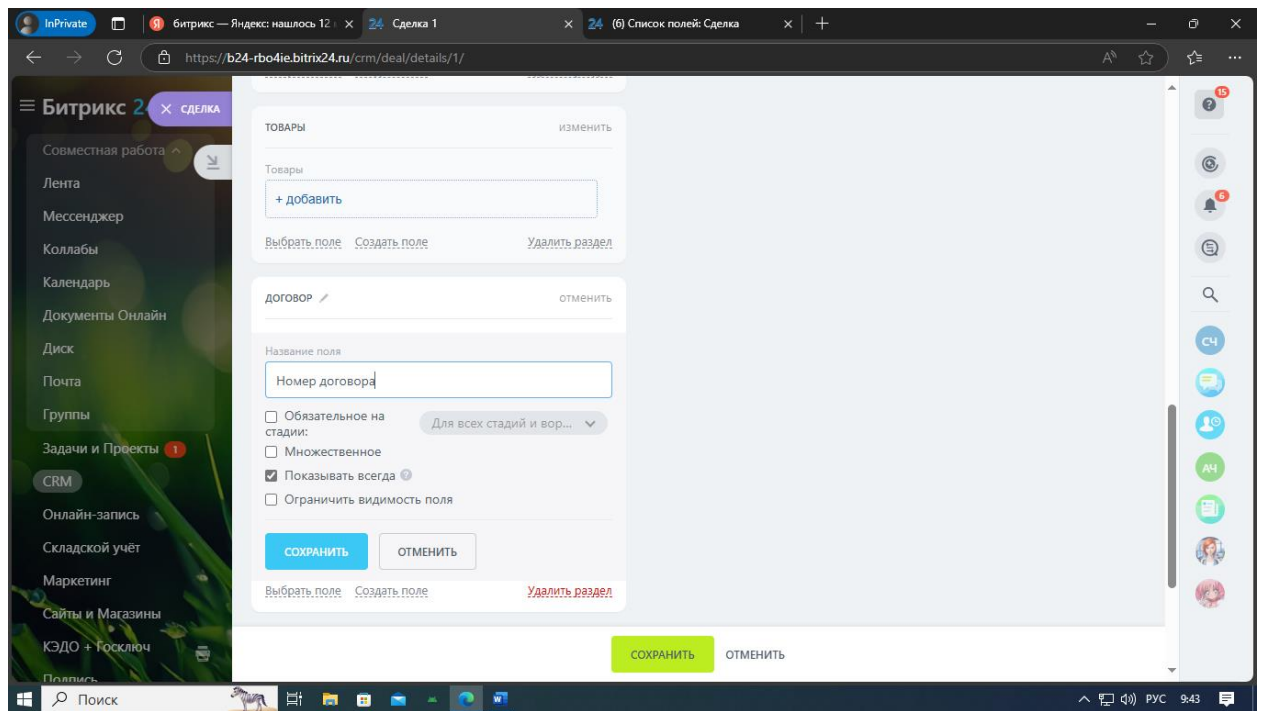 InPrivate
битрикс — Яндекс: нашлось 12
24 Сделка 1
24 (6) Список полей: Сделка
https://b24-rbo4ie.bitrix24.ru/crm/deal/details/1/
Битрикс 2
СДЕЛКА
Совместная работа
Лента
Мессенджер
Коллабы
Календарь
Документы Онлайн
Диск
Почта
Группы
Задачи и Проекты 1
CRM
Онлайн-запись
Складской учёт
Маркетинг
Сайты и Магазины
КЭДО + Госключ
Подпись
ТОВАРЫ
ИЗМЕНИТЬ
Товары
+ добавить
Выбрать поле Создать поле Удалить раздел
ДОГОВОР
ОТМЕНИТЬ
Название поля
Номер договора
Обязательное на
стадии:
Для всех стадий и вор...
Множественное
Показывать всегда ?
Ограничить видимость поля
СОХРАНИТЬ ОТМЕНИТЬ
Выбрать поле Создать поле Удалить раздел
СОХРАНИТЬ ОТМЕНИТЬ
15
6
СЧ
АЧ
Поиск
РУС 9:43